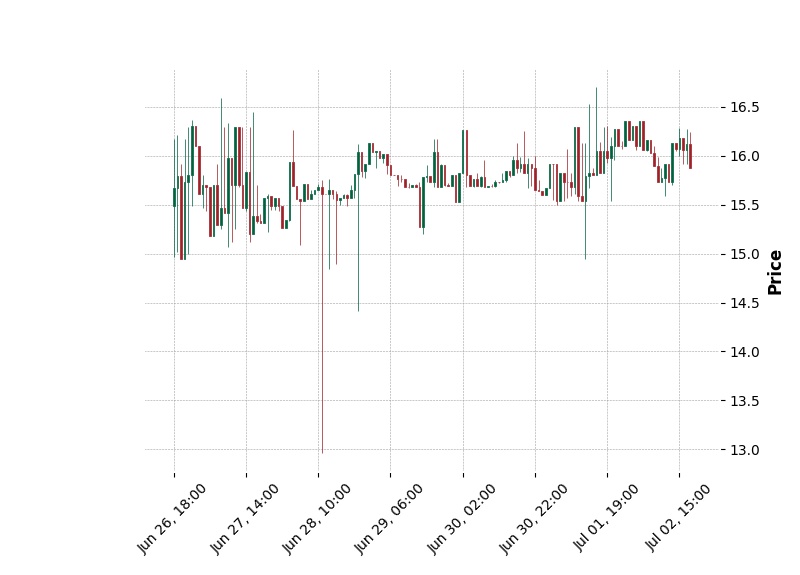 16.5
16.0
15.5
15.0
14.5
14.0
13.5
13.0
Price
Jun 26, 18:00
Jun 27, 14:00
Jun 28, 10:00
Jun 29, 06:00
Jun 30, 02:00
Jun 30, 22:00
Jul 01, 19:00
Jul 02, 15:00